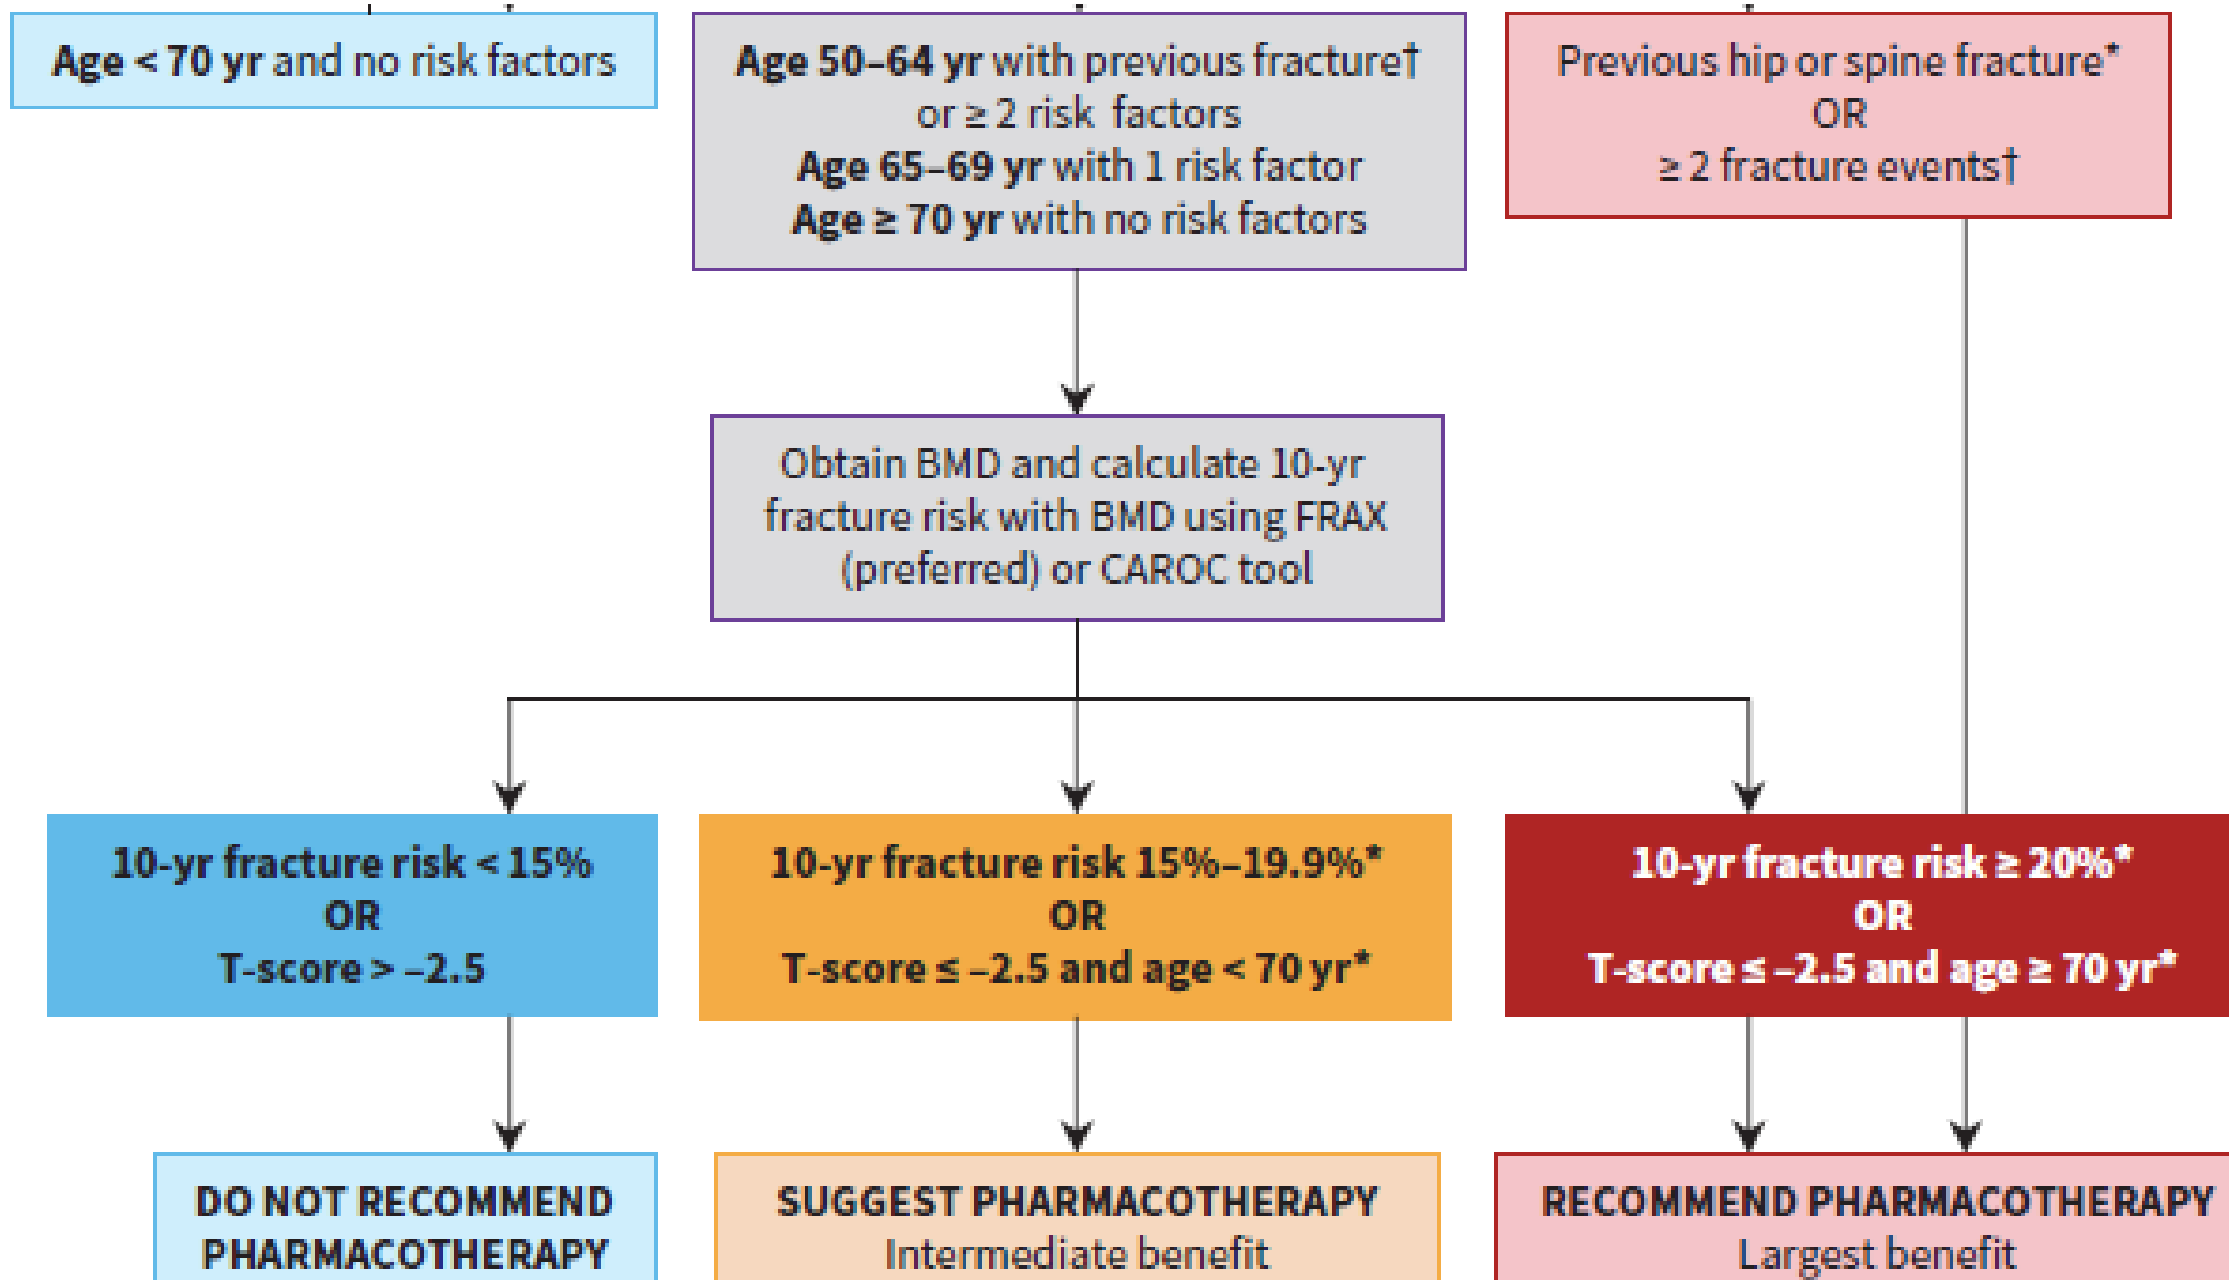 Age < 70 yr and no risk factors
Age 50–64 yr with previous fracture†
or ≥ 2 risk factors
Age 65–69 yr with 1 risk factor
Age ≥ 70 yr with no risk factors
Previous hip or spine fracture*
OR
≥ 2 fracture events†
Obtain BMD and calculate 10-yr
fracture risk with BMD using FRAX
(preferred) or CAROC tool
10-yr fracture risk < 15%
OR
T-score > –2.5
10-yr fracture risk 15%–19.9%*
OR
T-score ≤ –2.5 and age < 70 yr*
10-yr fracture risk ≥ 20%*
OR
T-score ≤ –2.5 and age ≥ 70 yr*
DO NOT RECOMMEND
PHARMACOTHERAPY
SUGGEST PHARMACOTHERAPY
Intermediate benefit
RECOMMEND PHARMACOTHERAPY
Largest benefit